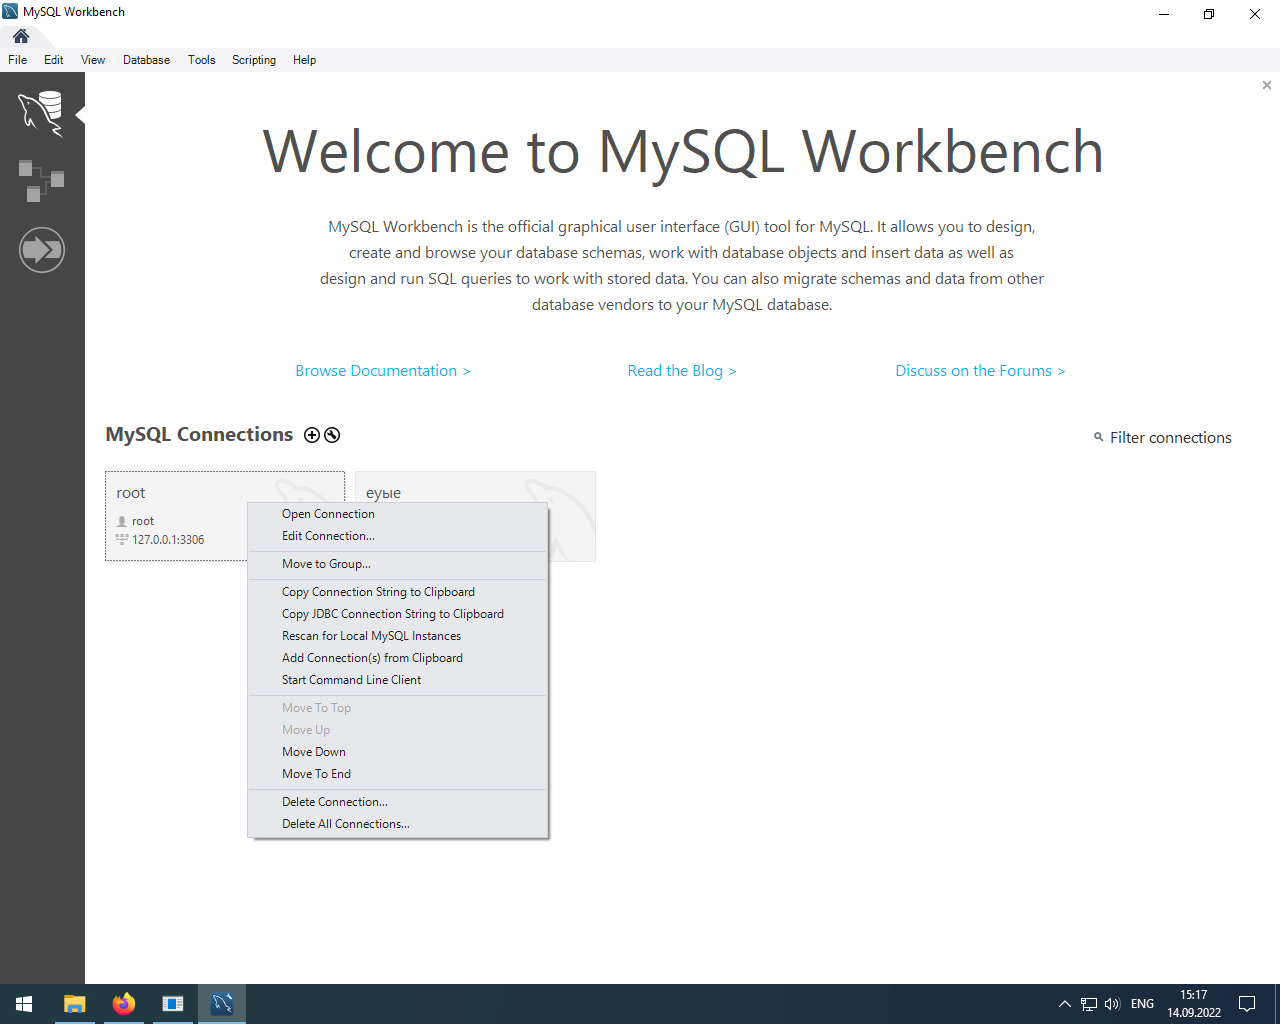 MySQL Workbench
File Edit View Database Tools Scripting Help
Welcome to MySQL Workbench
MySQL Workbench is the official graphical user interface (GUI) tool for MySQL. It allows you to design,
create and browse your database schemas, work with database objects and insert data as well as
design and run SQL queries to work with stored data. You can also migrate schemas and data from other
database vendors to your MySQL database.
Browse Documentation > Read the Blog > Discuss on the Forums >
MySQL Connections
Filter connections
root
root
127.0.0.1:3306
еуые
Open Connection
Edit Connection...
Move to Group...
Copy Connection String to Clipboard
Copy JDBC Connection String to Clipboard
Rescan for Local MySQL Instances
Add Connection(s) from Clipboard
Start Command Line Client
Move To Top
Move Up
Move Down
Move To End
Delete Connection...
Delete All Connections...
ENG
15:17
14.09.2022